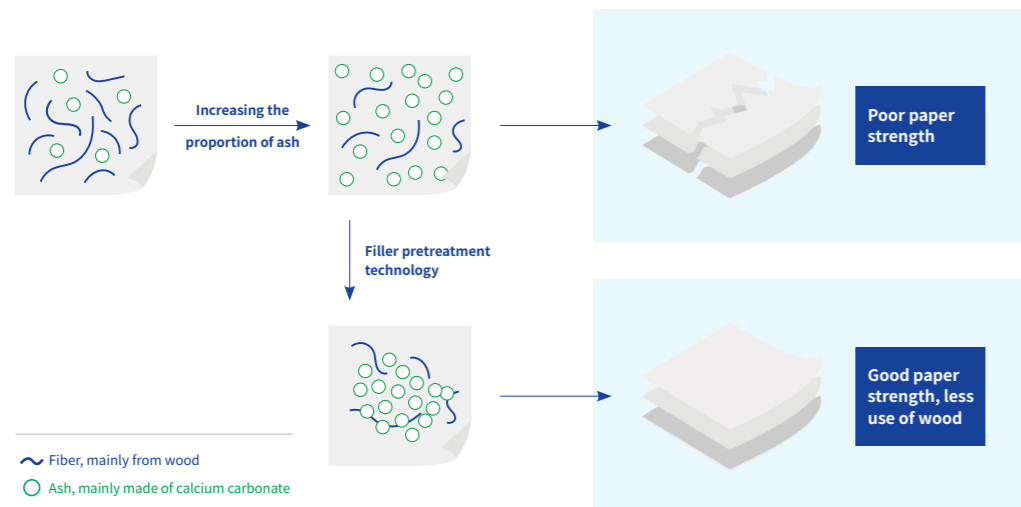 Increasing the
proportion of ash
Poor paper
strength
Filler pretreatment
technology
Good paper
strength, less
use of wood
Fiber, mainly from wood
Ash, mainly made of calcium carbonate